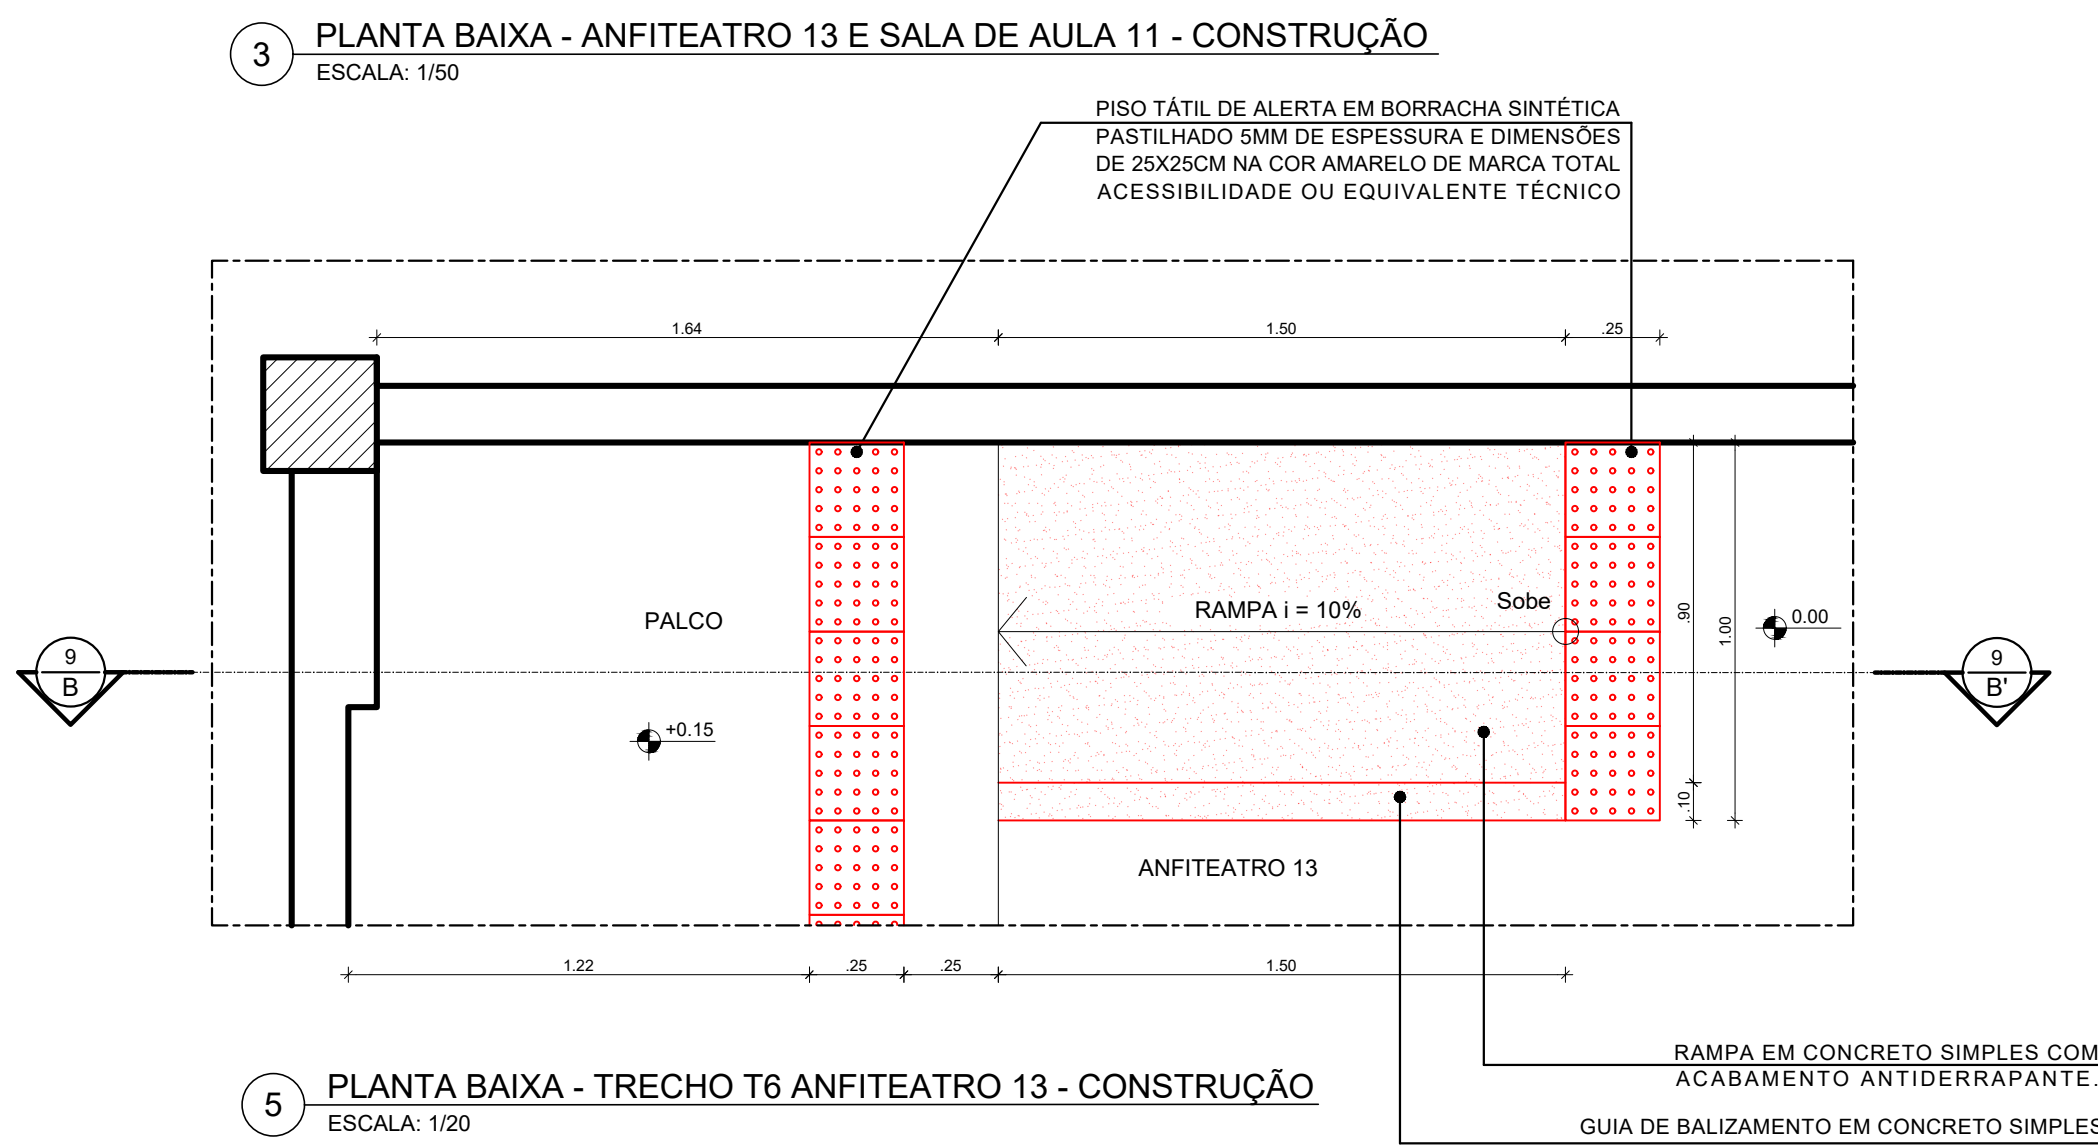 3
PLANTA BAIXA - ANFITEATRO 13 E SALA DE AULA 11 - CONSTRUÇÃO
ESCALA: 1/50
PISO TÁTIL DE ALERTA EM BORRACHA SINTÉTICA
PASTILHADO 5MM DE ESPESSURA E DIMENSÕES
DE 25X25CM NA COR AMARELO DE MARCA TOTAL
ACESSIBILIDADE OU EQUIVALENTE TÉCNICO
1.64
1.50
.25
PALCO
RAMPA i = 10%
Sobe
.90
1.00
0.00
9
B
9
B'
+0.15
.10
ANFITEATRO 13
1.22
.25
.25
1.50
RAMPA EM CONCRETO SIMPLES COM
ACABAMENTO ANTIDERRAPANTE.
GUIA DE BALIZAMENTO EM CONCRETO SIMPLES
5
PLANTA BAIXA - TRECHO T6 ANFITEATRO 13 - CONSTRUÇÃO
ESCALA: 1/20